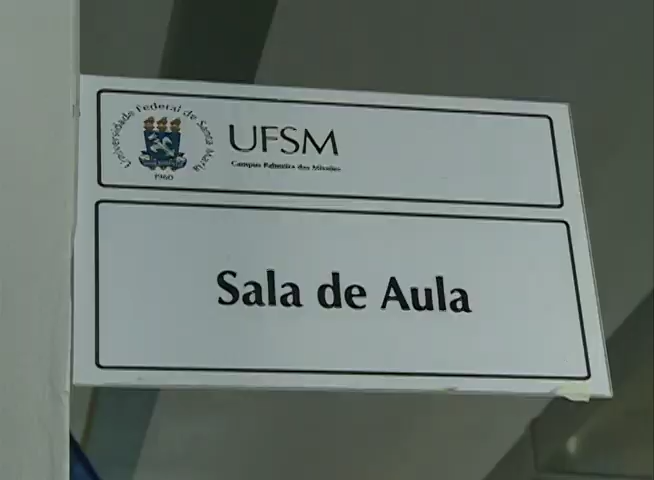 Universidade Federal de Santa Maria
1960
UFSM
Campus Palmeira das Missões
Sala de Aula